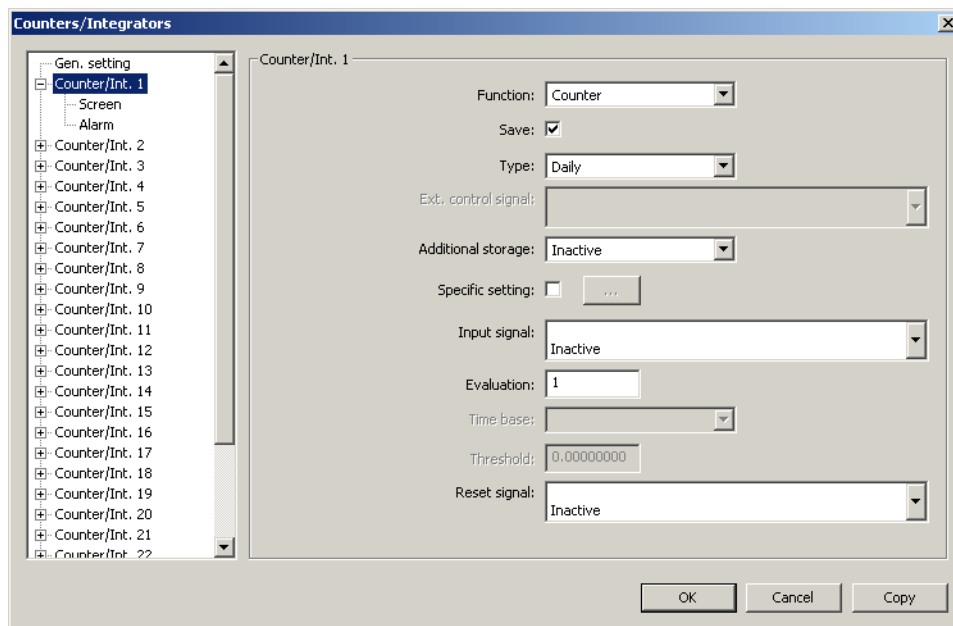 Counters/Integrators
Gen. setting
Counter/Int. 1
Screen
Alarm
Counter/Int. 2
Counter/Int. 3
Counter/Int. 4
Counter/Int. 5
Counter/Int. 6
Counter/Int. 7
Counter/Int. 8
Counter/Int. 9
Counter/Int. 10
Counter/Int. 11
Counter/Int. 12
Counter/Int. 13
Counter/Int. 14
Counter/Int. 15
Counter/Int. 16
Counter/Int. 17
Counter/Int. 18
Counter/Int. 19
Counter/Int. 20
Counter/Int. 21
Counter/Int. 22
Counter/Int. 1
Function: Counter
Save:
Type: Daily
Ext. control signal:
Additional storage: Inactive
Specific setting: ...
Input signal: Inactive
Evaluation: 1
Time base:
Threshold: 0.00000000
Reset signal: Inactive
OK Cancel Copy